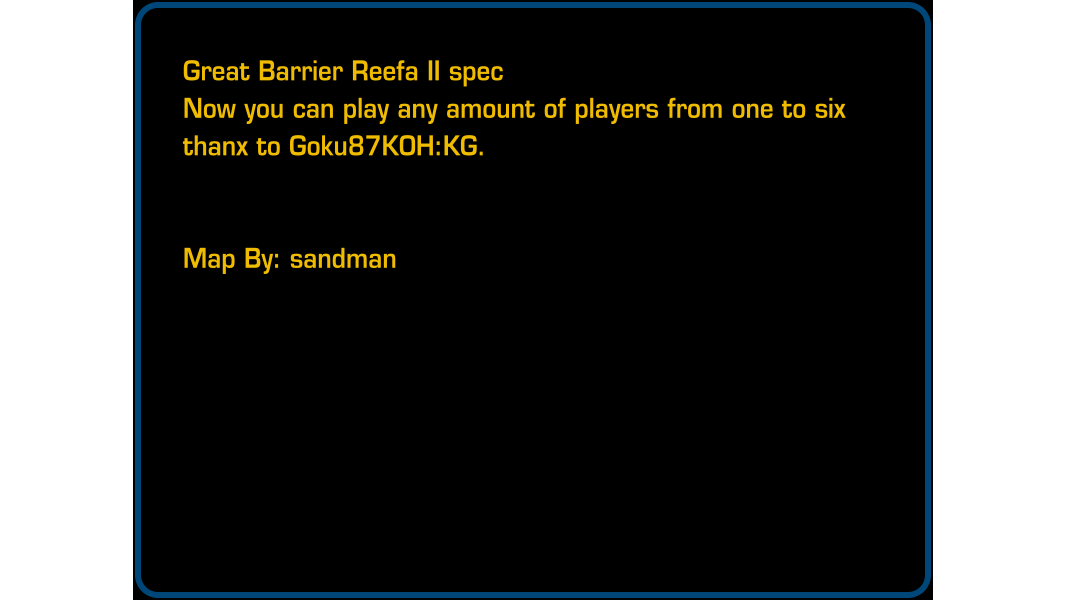 Great Barrier Reefa II spec
Now you can play any amount of players from one to six
thanx to Goku87KOH:KG.
Map By: sandman